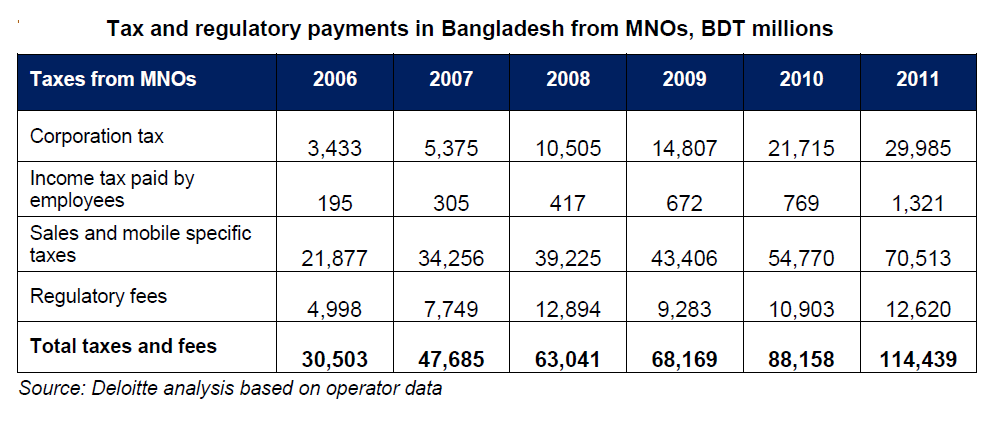 Tax and regulatory payments in Bangladesh from MNOs, BDT millions
Taxes from MNOs 2006 2007 2008 2009 2010 2011
Corporation tax 3,433 5,375 10,505 14,807 21,715 29,985
Income tax paid by
employees 195 305 417 672 769 1,321
Sales and mobile specific
taxes 21,877 34,256 39,225 43,406 54,770 70,513
Regulatory fees 4,998 7,749 12,894 9,283 10,903 12,620
Total taxes and fees 30,503 47,685 63,041 68,169 88,158 114,439
Source: Deloitte analysis based on operator data